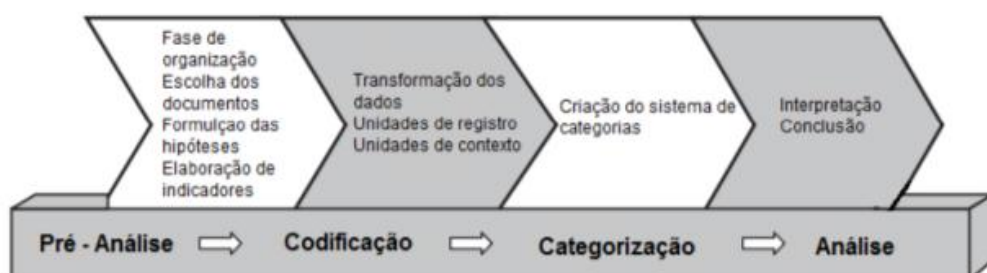 Fase de
organização
Escolha dos
documentos
Formulçao das
hipóteses
Elaboração de
indicadores
Transformação dos
dados
Unidades de registro
Unidades de contexto
Criação do sistema de
categorias
Interpretação
Conclusão
Pré - Análise
Codificação
Categorização
Análise